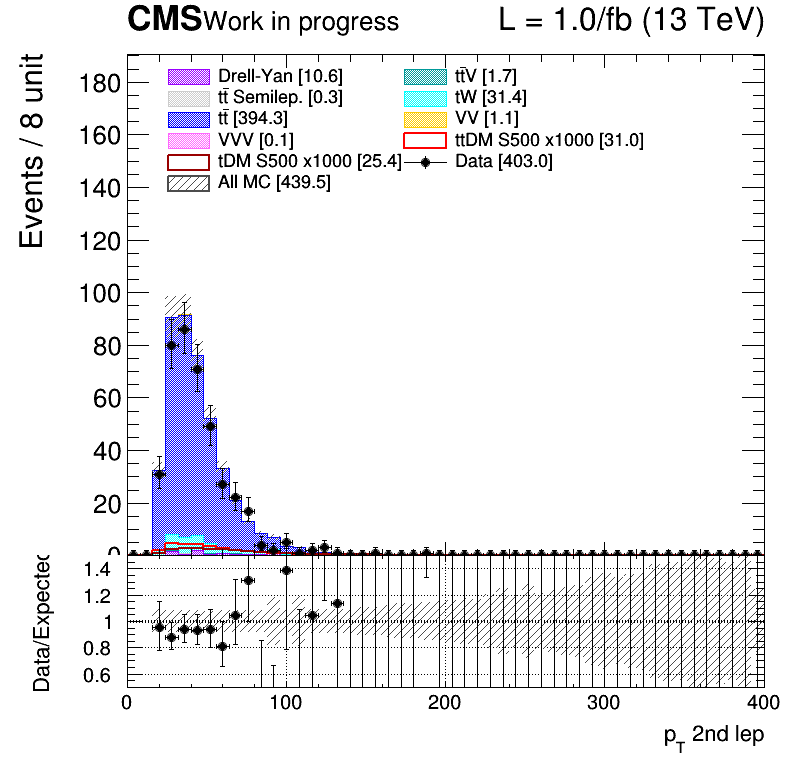 CMS Work in progress L = 1.0/fb (13 TeV)
Events / 8 unit
180
160
140
120
100
80
60
40
20
0
Drell-Yan [10.6] tt̄V [1.7]
tt̄ Semilep. [0.3] tW [31.4]
tt̄ [394.3] VV [1.1]
VVV [0.1] ttDM S500 x1000 [31.0]
tDM S500 x1000 [25.4] Data [403.0]
All MC [439.5]
Data/Expected
1.4
1.2
1
0.8
0.6
0 100 200 300 400
p_T 2nd lep